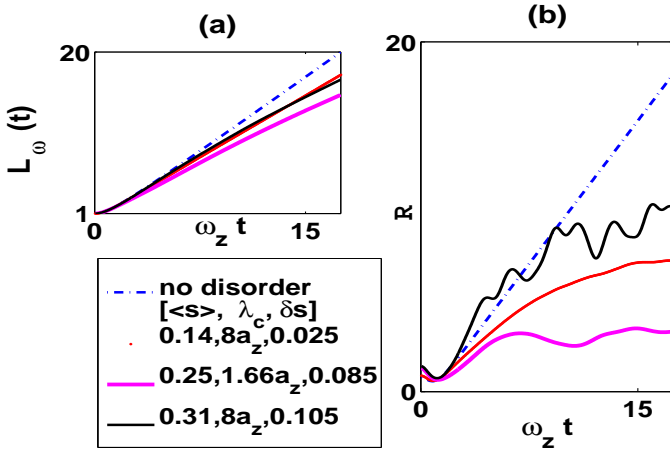 (a)
20
L_ω (t)
1
0
ω_z t
15
no disorder
[<s>, λ_c, δs]
0.14,8a_z,0.025
0.25,1.66a_z,0.085
0.31,8a_z,0.105
(b)
20
R
0
0
ω_z t
15